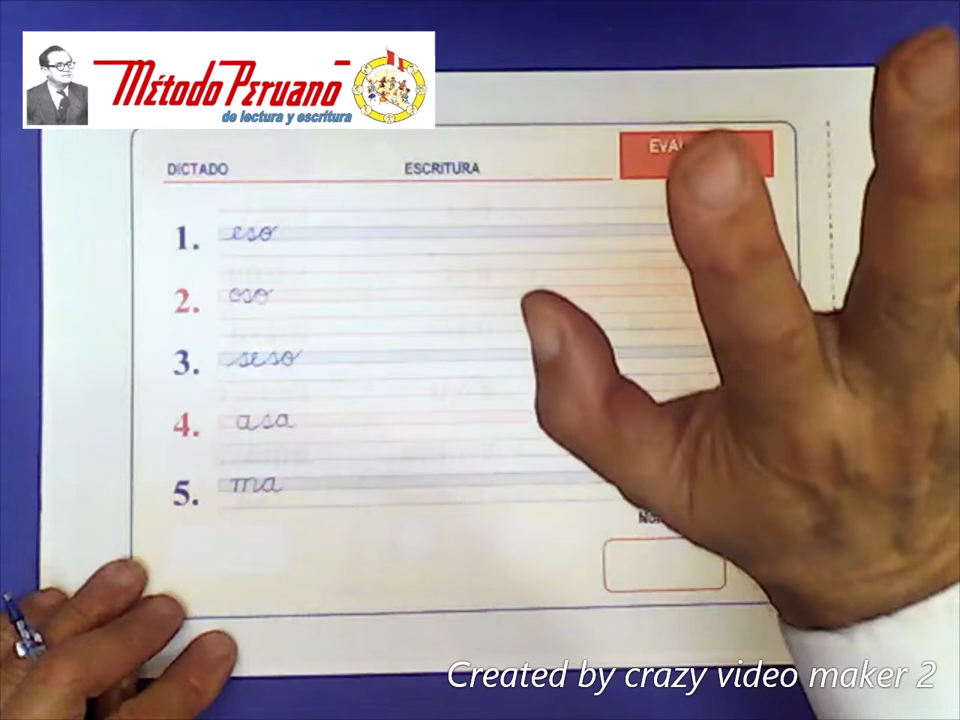 Método Peruano
de lectura y escritura
DICTADO ESCRITURA
1. eso
2. oso
3. seso
4. asa
5. ma
Created by crazy video maker 2